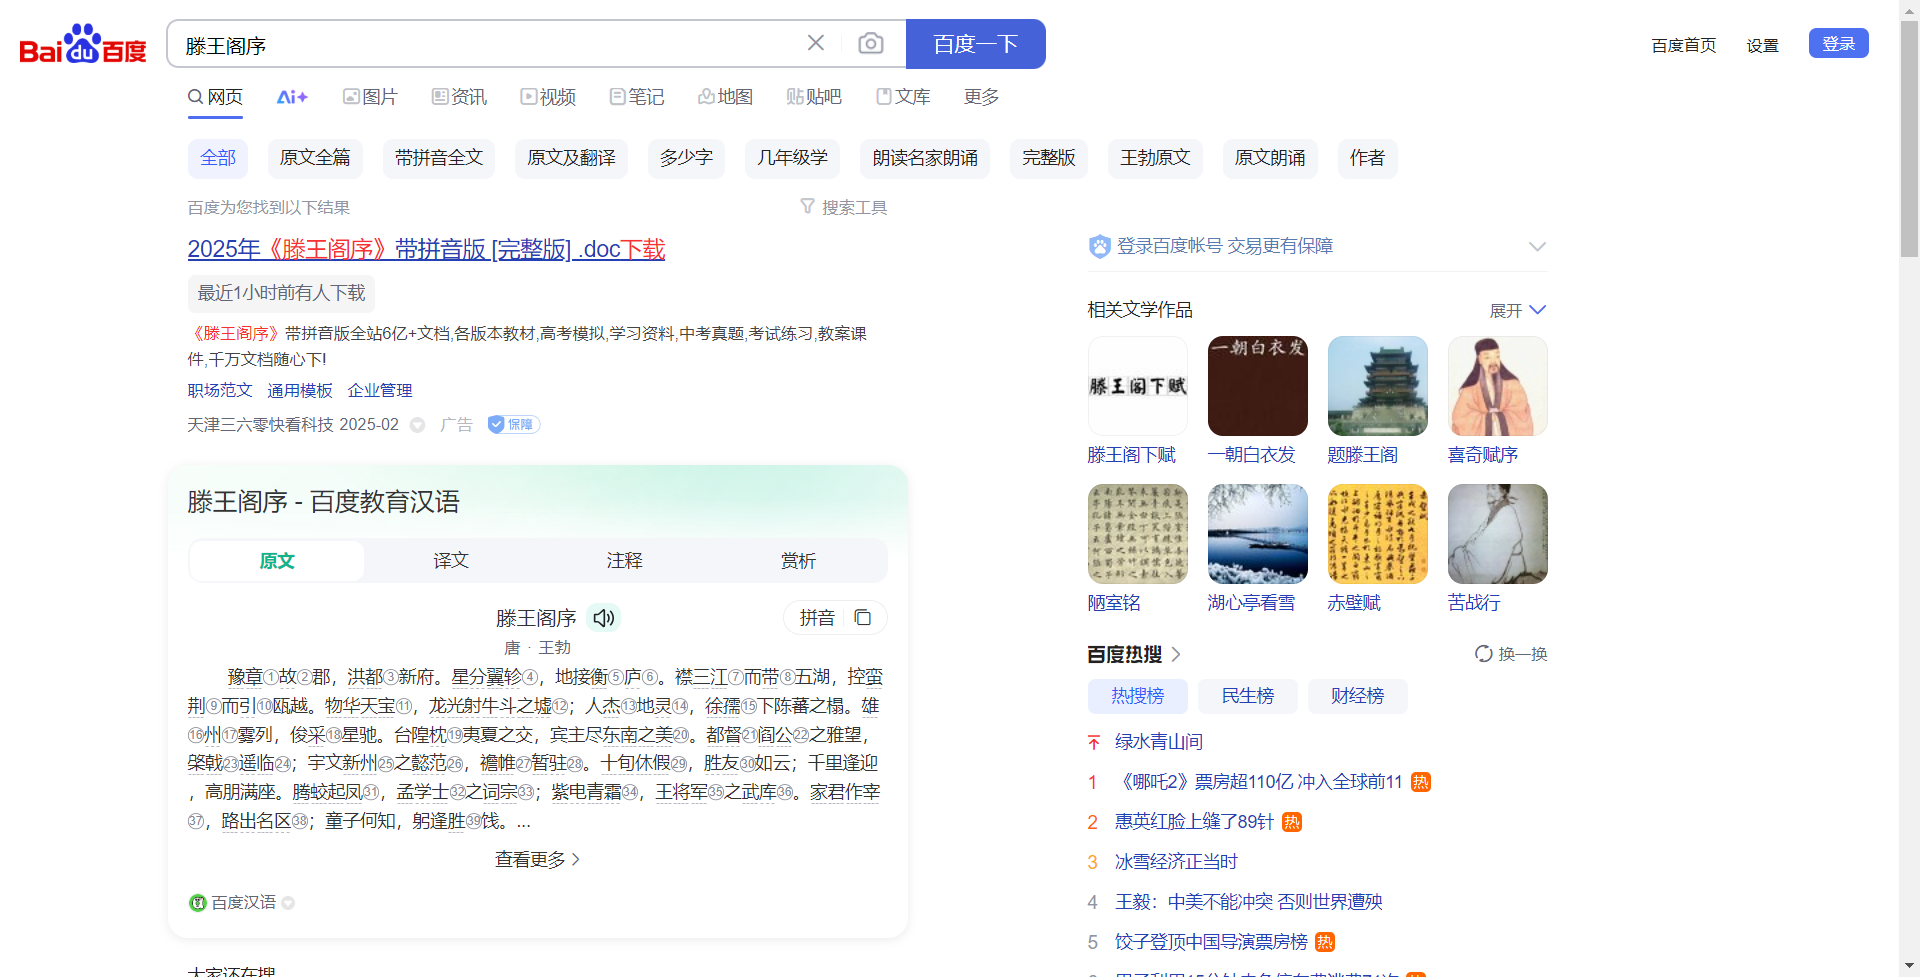 Bai du 百度
滕王阁序
百度一下
百度首页 设置 登录
网页 Ai+ 图片 资讯 视频 笔记 地图 贴吧 文库 更多
全部 原文全篇 带拼音全文 原文及翻译 多少字 几年级学 朗读名家朗诵 完整版 王勃原文 原文朗诵 作者
百度为您找到以下结果 搜索工具
2025年《滕王阁序》带拼音版 [完整版] .doc下载
最近1小时前有人下载
《滕王阁序》带拼音版全站6亿+文档,各版本教材,高考模拟,学习资料,中考真题,考试练习,教案课
件,千万文档随心下!
职场范文 通用模板 企业管理
天津三六零快看科技 2025-02 广告 保障
滕王阁序 - 百度教育汉语
原文 译文 注释 赏析
滕王阁序
拼音
唐 · 王勃
豫章①故②郡，洪都③新府。星分翼轸④，地接衡⑤庐⑥。襟三江⑦而带⑧五湖，控蛮
荆⑨而引⑩瓯越。物华天宝⑪，龙光射牛斗之墟⑫；人杰⑬地灵⑭，徐孺⑮下陈蕃之榻。雄
⑯州⑰雾列，俊采⑱星驰。台隍枕⑲夷夏之交，宾主尽东南之美⑳。都督㉑阎公㉒之雅望，
棨戟㉓遥临㉔；宇文新州㉕之懿范㉖，襜帷㉗暂驻㉘。十旬休假㉙，胜友㉚如云；千里逢迎
，高朋满座。腾蛟起凤㉛，孟学士㉜之词宗㉝；紫电青霜㉞，王将军㉟之武库㊱。家君作宰
㊲，路出名区㊳；童子何知，躬逢胜㊴饯。...
查看更多
百度汉语
大家还在搜
登录百度帐号 交易更有保障
相关文学作品 展开
一朝白衣发
滕王阁下赋
滕王阁下赋 一朝白衣发 题滕王阁 喜奇赋序
陋室铭 湖心亭看雪 赤壁赋 苦战行
百度热搜 换一换
热搜榜 民生榜 财经榜
绿水青山间
1 《哪吒2》票房超110亿 冲入全球前11 热
2 惠英红脸上缝了89针 热
3 冰雪经济正当时
4 王毅：中美不能冲突 否则世界遭殃
5 饺子登顶中国导演票房榜 热